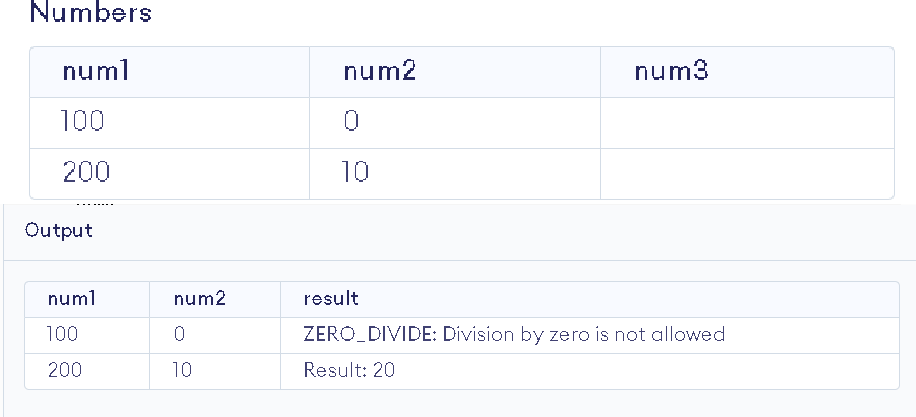 Numbers
num1 num2 num3
100 0
200 10
Output
num1 num2 result
100 0 ZERO_DIVIDE: Division by zero is not allowed
200 10 Result: 20